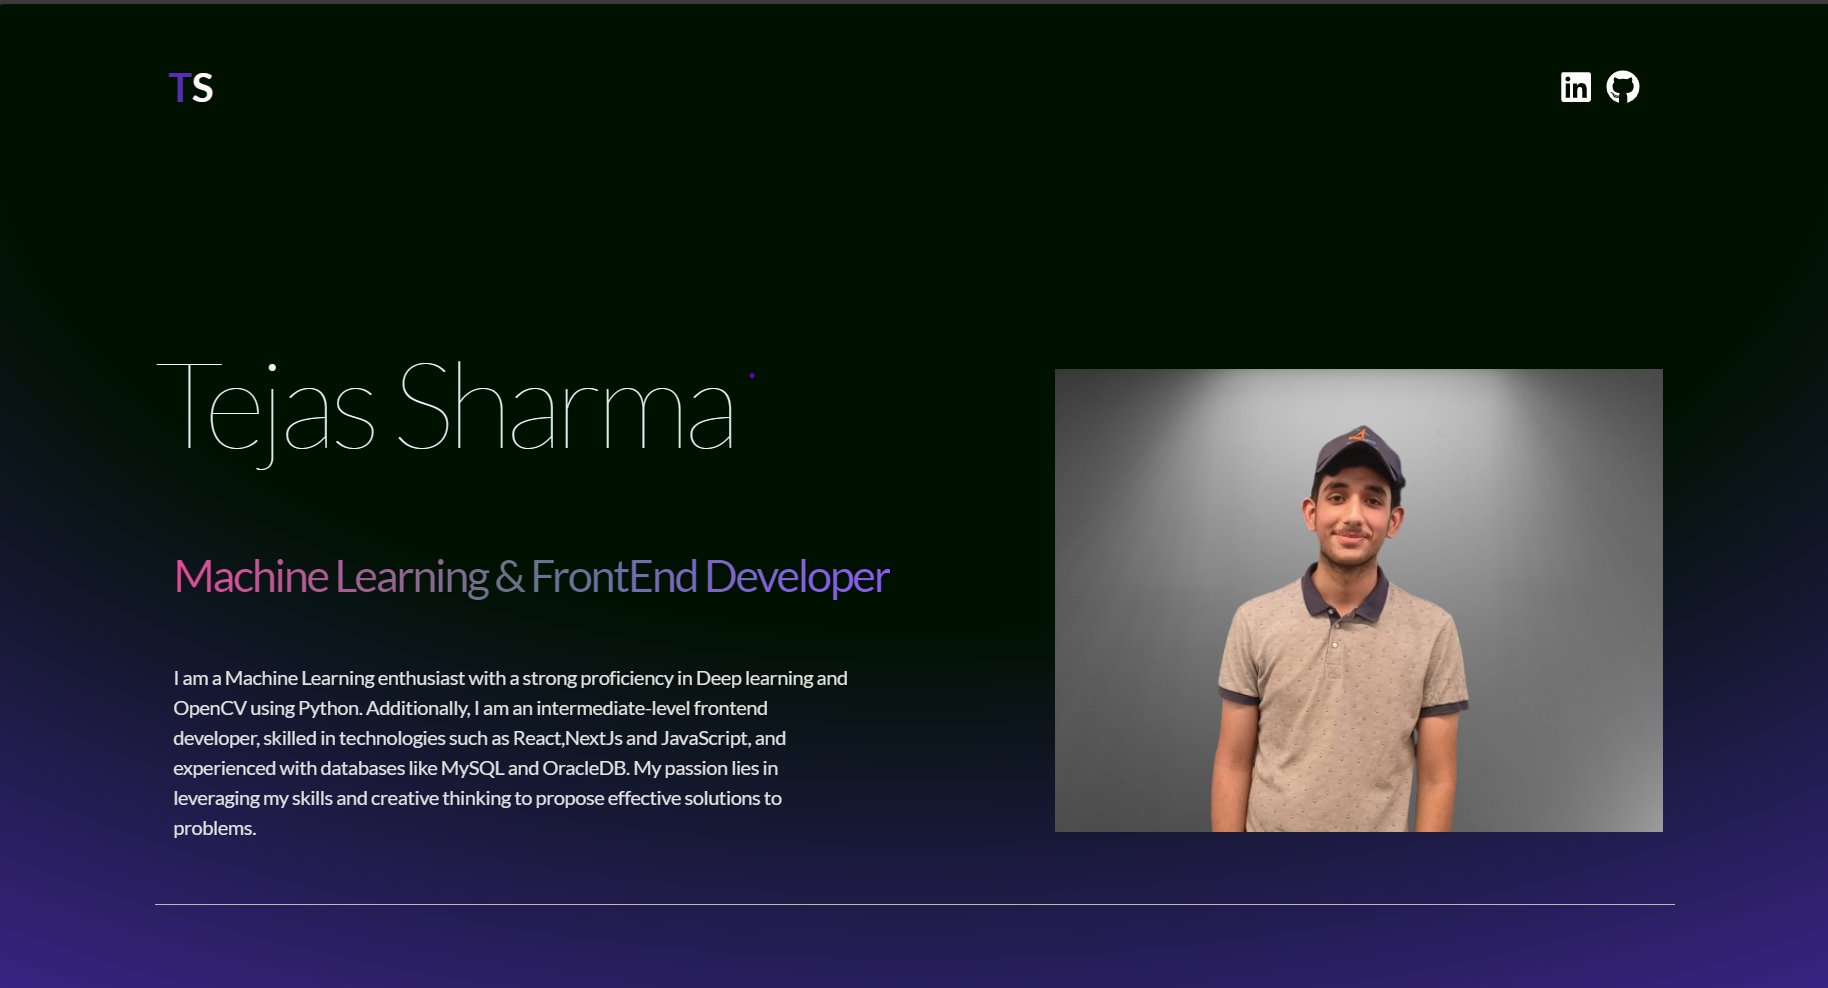 TS
in
Tejas Sharma
Machine Learning & FrontEnd Developer
I am a Machine Learning enthusiast with a strong proficiency in Deep learning and
OpenCV using Python. Additionally, I am an intermediate-level frontend
developer, skilled in technologies such as React,NextJs and JavaScript, and
experienced with databases like MySQL and OracleDB. My passion lies in
leveraging my skills and creative thinking to propose effective solutions to
problems.